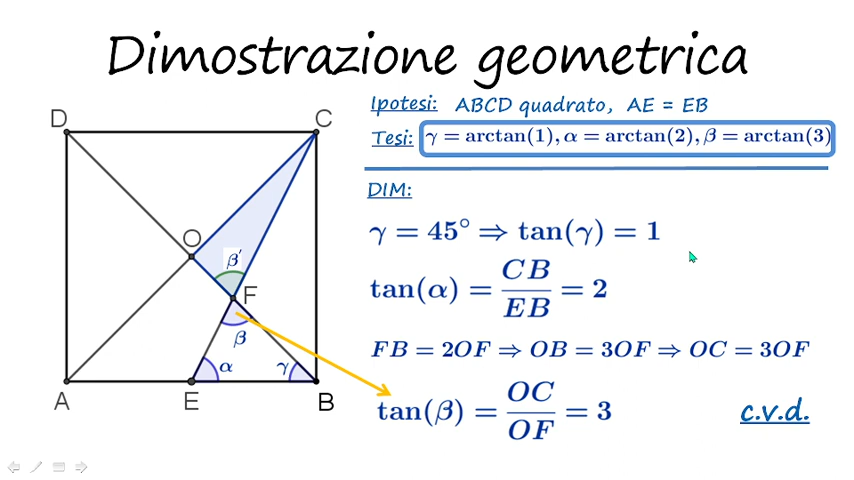 Dimostrazione geometrica
Ipotesi: ABCD quadrato, AE = EB
Tesi: γ = arctan(1), α = arctan(2), β = arctan(3)
DIM:
γ = 45° ⇒ tan(γ) = 1
tan(α) = CB/EB = 2
FB = 2OF ⇒ OB = 3OF ⇒ OC = 3OF
tan(β) = OC/OF = 3
c.v.d.
D
C
O
β′
F
β
α
γ
A
E
B